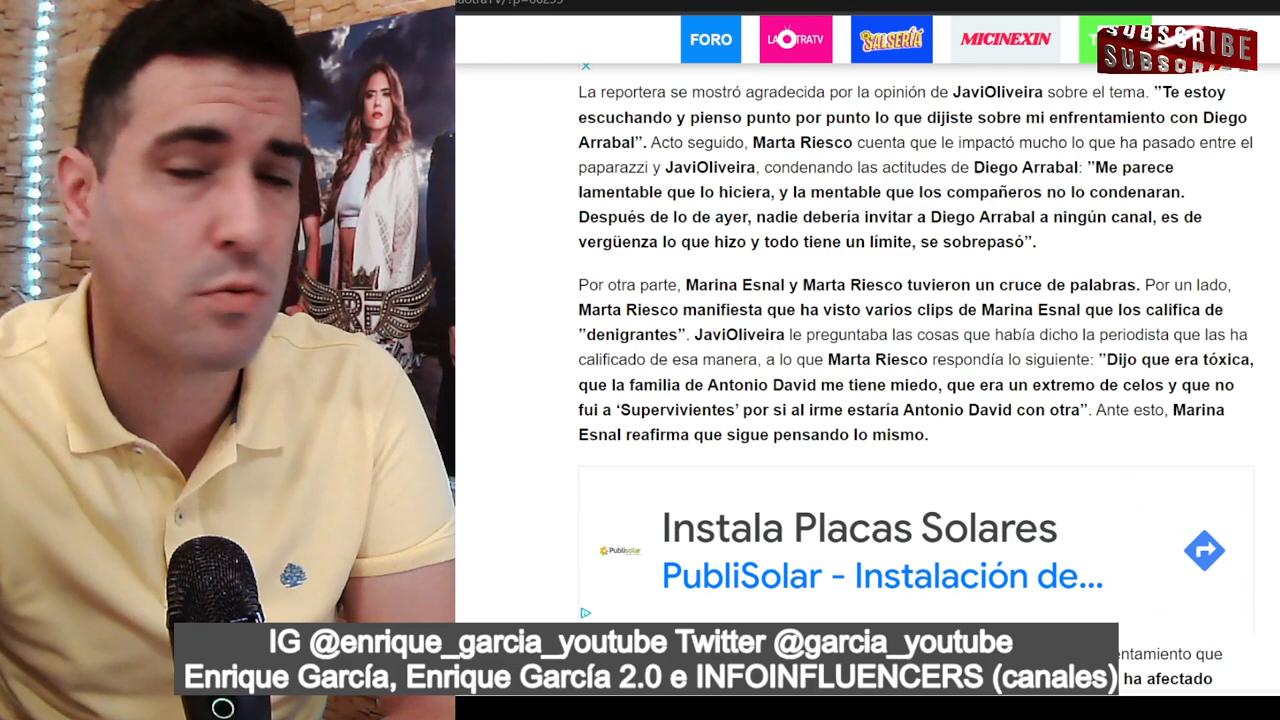 FORO
LAOTRATV
SALSERÍA
MICINEXIN
SUBSCRIBE
La reportera se mostró agradecida por la opinión de JaviOliveira sobre el tema. ”Te estoy
escuchando y pienso punto por punto lo que dijiste sobre mi enfrentamiento con Diego
Arrabal”. Acto seguido, Marta Riesco cuenta que le impactó mucho lo que ha pasado entre el
paparazzi y JaviOliveira, condenando las actitudes de Diego Arrabal: ”Me parece
lamentable que lo hiciera, y la mentable que los compañeros no lo condenaran.
Después de lo de ayer, nadie debería invitar a Diego Arrabal a ningún canal, es de
vergüenza lo que hizo y todo tiene un límite, se sobrepasó”.
Por otra parte, Marina Esnal y Marta Riesco tuvieron un cruce de palabras. Por un lado,
Marta Riesco manifiesta que ha visto varios clips de Marina Esnal que los califica de
”denigrantes”. JaviOliveira le preguntaba las cosas que había dicho la periodista que las ha
calificado de esa manera, a lo que Marta Riesco respondía lo siguiente: ”Dijo que era tóxica,
que la familia de Antonio David me tiene miedo, que era un extremo de celos y que no
fui a ‘Supervivientes’ por si al irme estaría Antonio David con otra”. Ante esto, Marina
Esnal reafirma que sigue pensando lo mismo.
Instala Placas Solares
Publisolar
PubliSolar - Instalación de...
IG @enrique_garcia_youtube Twitter @garcia_youtube
Enrique García, Enrique García 2.0 e INFOINFLUENCERS (canales)
entamiento que
ha afectado